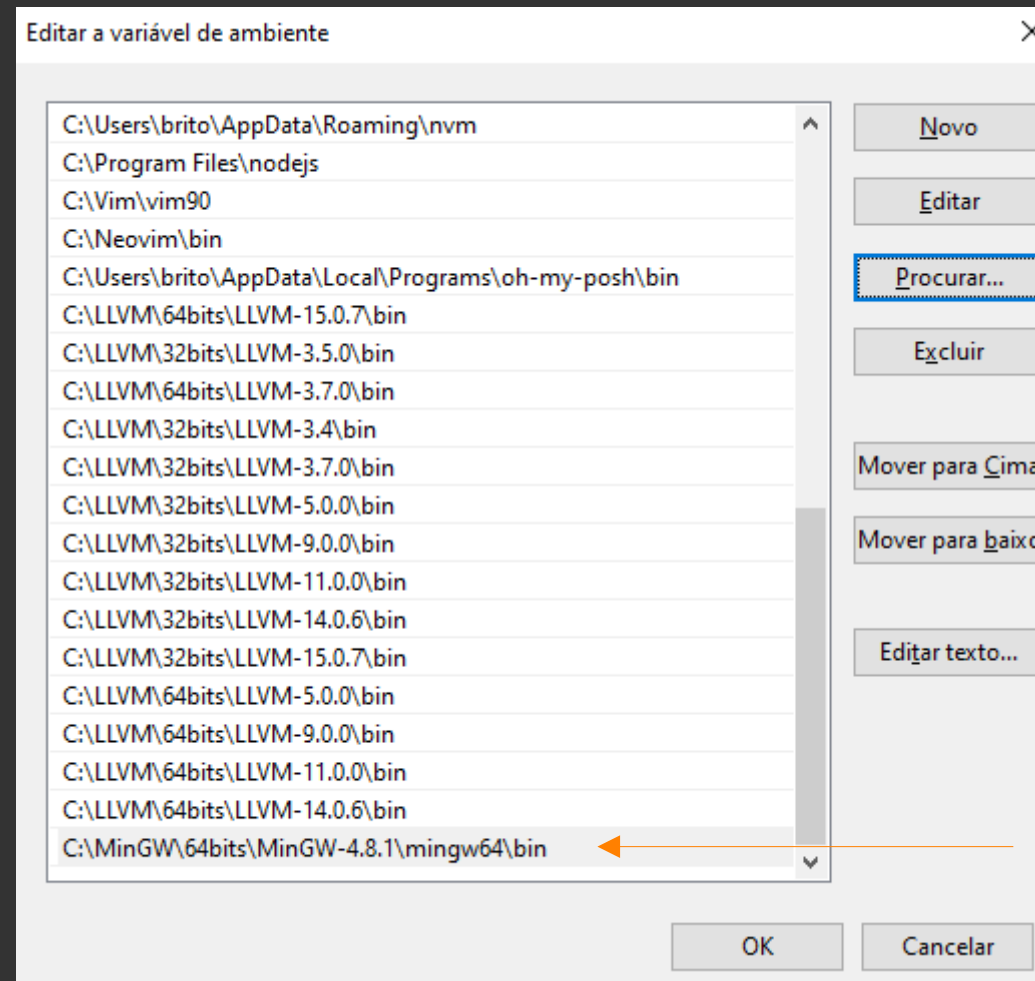 Editar a variável de ambiente
C:\Users\brito\AppData\Roaming\nvm
C:\Program Files\nodejs
C:\Vim\vim90
C:\Neovim\bin
C:\Users\brito\AppData\Local\Programs\oh-my-posh\bin
C:\LLVM\64bits\LLVM-15.0.7\bin
C:\LLVM\32bits\LLVM-3.5.0\bin
C:\LLVM\64bits\LLVM-3.7.0\bin
C:\LLVM\32bits\LLVM-3.4\bin
C:\LLVM\32bits\LLVM-3.7.0\bin
C:\LLVM\32bits\LLVM-5.0.0\bin
C:\LLVM\32bits\LLVM-9.0.0\bin
C:\LLVM\32bits\LLVM-11.0.0\bin
C:\LLVM\32bits\LLVM-14.0.6\bin
C:\LLVM\32bits\LLVM-15.0.7\bin
C:\LLVM\64bits\LLVM-5.0.0\bin
C:\LLVM\64bits\LLVM-9.0.0\bin
C:\LLVM\64bits\LLVM-11.0.0\bin
C:\LLVM\64bits\LLVM-14.0.6\bin
C:\MinGW\64bits\MinGW-4.8.1\mingw64\bin
Novo
Editar
Procurar...
Excluir
Mover para Cima
Mover para baixo
Editar texto...
OK
Cancelar